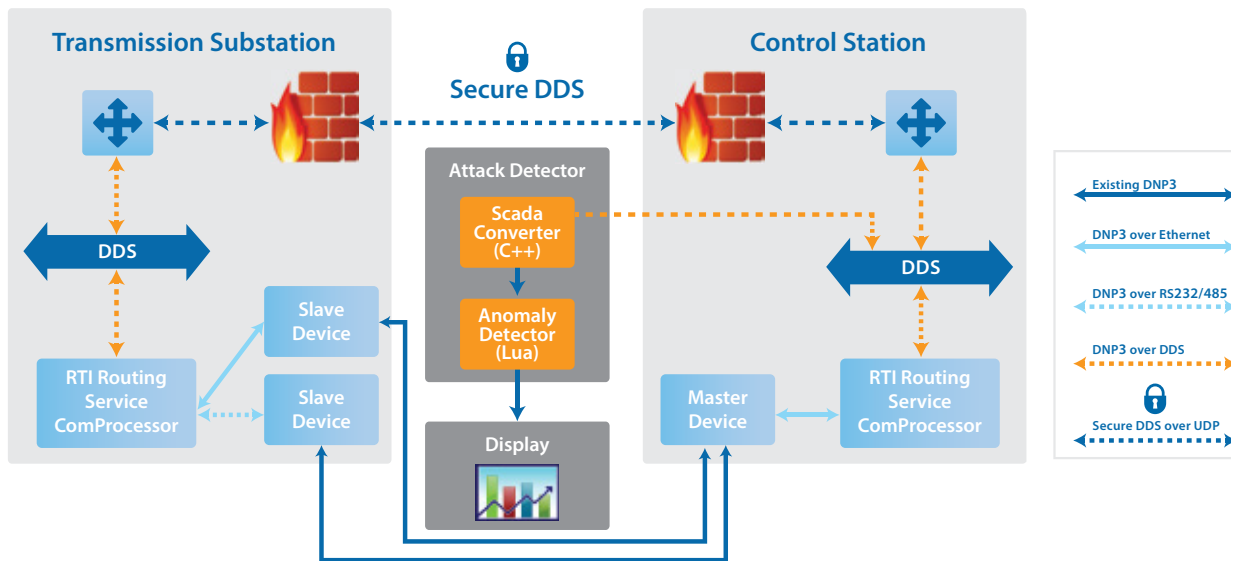 Transmission Substation
Secure DDS
Control Station
Attack Detector
Scada
Converter
(C++)
Anomaly
Detector
(Lua)
Display
DDS
Slave
Device
Slave
Device
RTI Routing
Service
ComProcessor
DDS
Master
Device
RTI Routing
Service
ComProcessor
Existing DNP3
DNP3 over Ethernet
DNP3 over RS232/485
DNP3 over DDS
Secure DDS over UDP